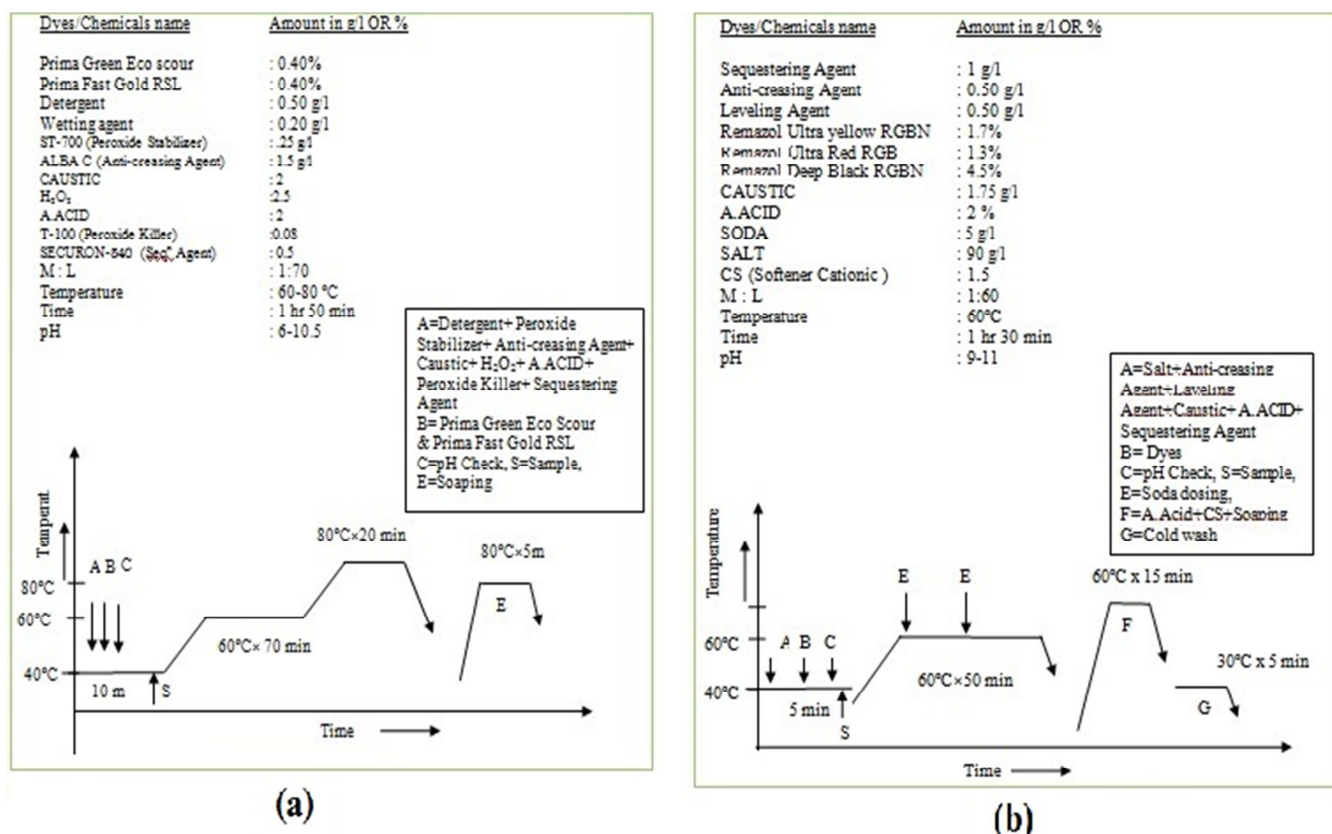 Dyes/Chemicals name Amount in g/l OR %
Prima Green Eco scour : 0.40%
Prima Fast Gold RSL : 0.40%
Detergent : 0.50 g/l
Wetting agent : 0.20 g/l
ST-700 (Peroxide Stabilizer) : .25 g/l
ALBA C (Anti-creasing Agent) : 1.5 g/l
CAUSTIC : 2
H₂O₂ :2.5
A.ACID : 2
T-100 (Peroxide Killer) :0.08
SECURON-540 (Seqⁿ Agent) : 0.5
M : L : 1:70
Temperature : 60-80 °C
Time : 1 hr 50 min
pH : 6-10.5
A=Detergent+ Peroxide
Stabilizer+ Anti-creasing Agent+
Caustic+ H₂O₂+ A.ACID+
Peroxide Killer+ Sequestering
Agent
B= Prima Green Eco Scour
& Prima Fast Gold RSL
C=pH Check, S=Sample,
E=Soaping
Temperat.
80°C×20 min
80°C×5m
A B C
80°C
E
60°C
60°C× 70 min
40°C
10 m
S
Time
(a)
Dyes/Chemicals name Amount in g/l OR %
Sequestering Agent : 1 g/l
Anti-creasing Agent : 0.50 g/l
Leveling Agent : 0.50 g/l
Remazol Ultra yellow RGBN : 1.7%
Remazol Ultra Red RGB : 1.3%
Remazol Deep Black RGBN : 4.5%
CAUSTIC : 1.75 g/l
A.ACID : 2 %
SODA : 5 g/l
SALT : 90 g/l
CS (Softener Cationic ) : 1.5
M : L : 1:60
Temperature : 60°C
Time : 1 hr 30 min
pH : 9-11
A=Salt+Anti-creasing
Agent+Laveling
Agent+Caustic+ A.ACID+
Sequestering Agent
B= Dyes
C=pH Check, S=Sample,
E=Soda dosing,
F=A.Acid+CS+Soaping
G=Cold wash
Temperature
E E
60°C x 15 min
60°C
A B C
F
30°C x 5 min
60°C×50 min
40°C
5 min
S
G
Time
(b)